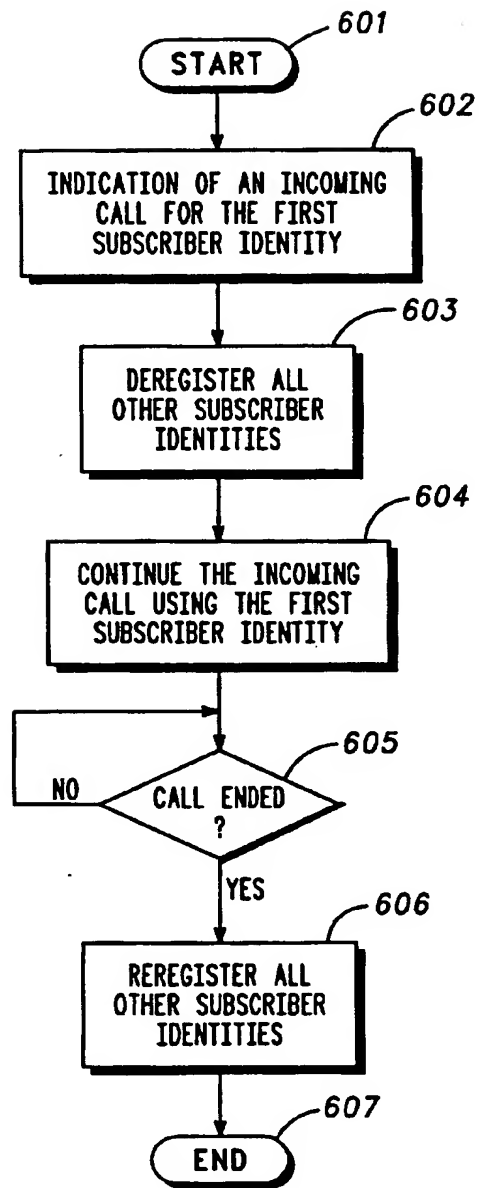 601
START
602
INDICATION OF AN INCOMING
CALL FOR THE FIRST
SUBSCRIBER IDENTITY
603
DEREGISTER ALL
OTHER SUBSCRIBER
IDENTITIES
604
CONTINUE THE INCOMING
CALL USING THE FIRST
SUBSCRIBER IDENTITY
605
NO
CALL ENDED
?
YES
606
REREGISTER ALL
OTHER SUBSCRIBER
IDENTITIES
607
END